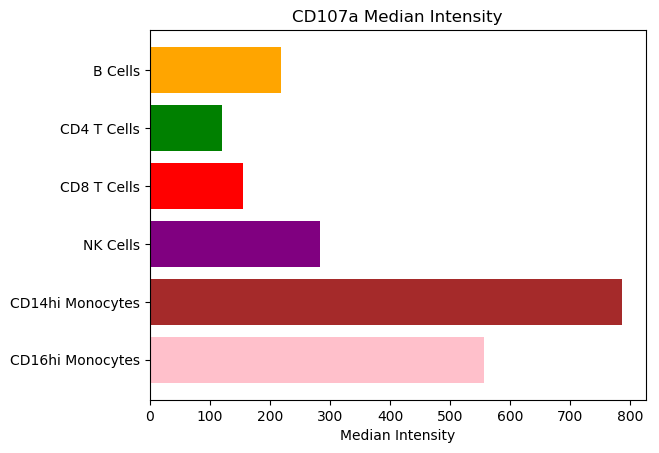 CD107a Median Intensity
B Cells
CD4 T Cells
CD8 T Cells
NK Cells
CD14hi Monocytes
CD16hi Monocytes
0 100 200 300 400 500 600 700 800
Median Intensity